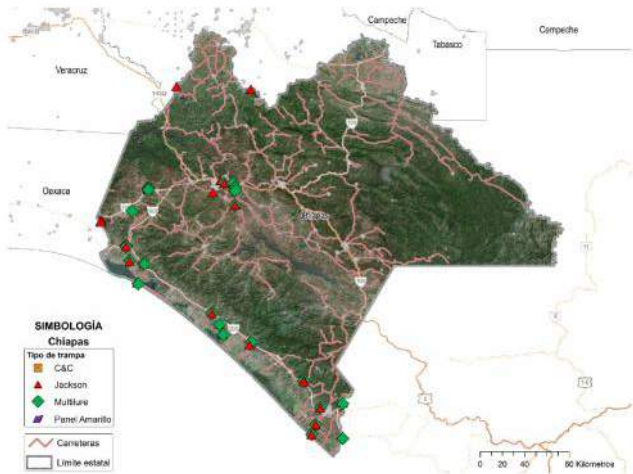 Campeche
Campeche
Tabasco
Veracruz
Oaxaca
Chiapas
SIMBOLOGÍA
Chiapas
Tipo de trampa
C&C
Jackson
Multilure
Panel Amarillo
Carreteras
Límite estatal
0 20 40 80 Kilometros